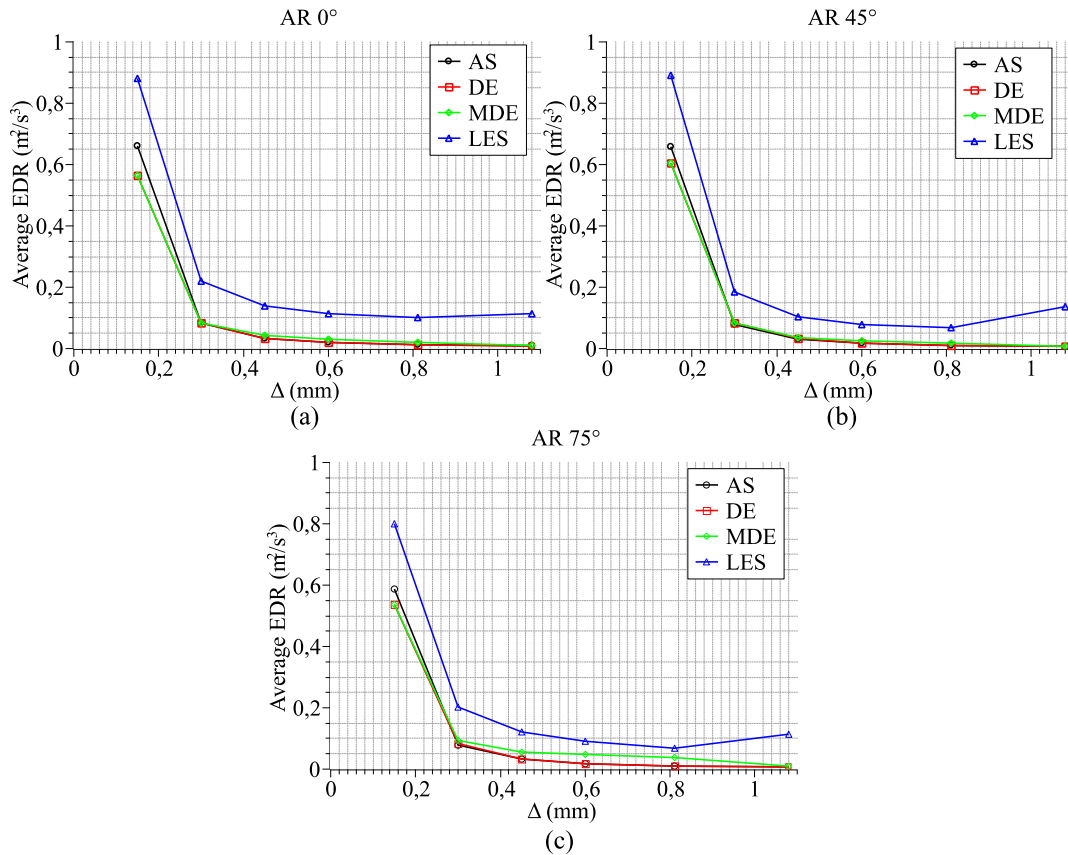 AR 0°
1
0,8
0,6
0,4
0,2
0
Average EDR (m²/s³)
0
0,2
0,4
0,6
0,8
1
Δ (mm)
AS
DE
MDE
LES
(a)
AR 45°
1
0,8
0,6
0,4
0,2
0
Average EDR (m²/s³)
0
0,2
0,4
0,6
0,8
1
Δ (mm)
AS
DE
MDE
LES
(b)
AR 75°
1
0,8
0,6
0,4
0,2
0
Average EDR (m²/s³)
0
0,2
0,4
0,6
0,8
1
Δ (mm)
AS
DE
MDE
LES
(c)